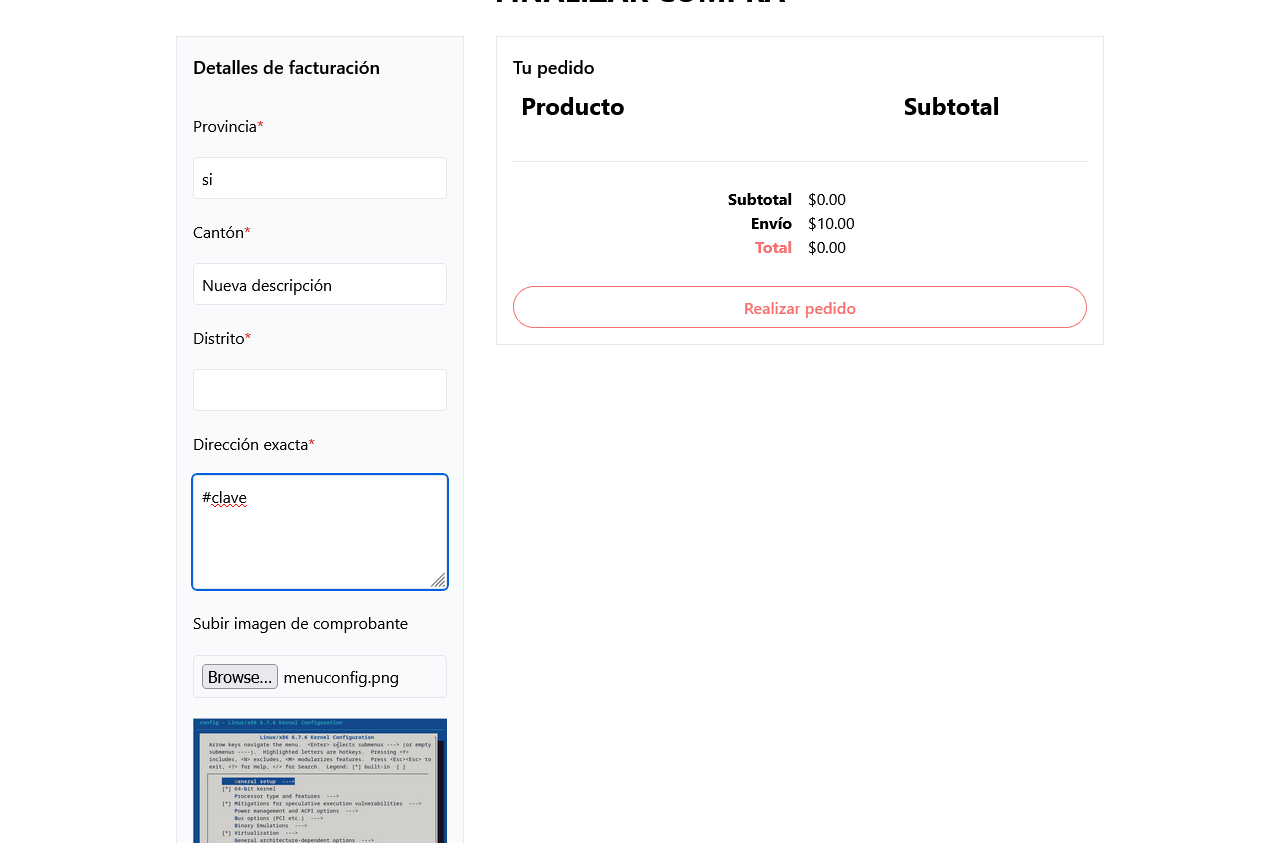 FINALIZAR COMPRA
Detalles de facturación
Provincia*
si
Cantón*
Nueva descripción
Distrito*
Dirección exacta*
#clave
Subir imagen de comprobante
Browse... menuconfig.png
.config - Linux/x86 6.7.6 Kernel Configuration
Linux/x86 6.7.6 Kernel Configuration
Arrow keys navigate the menu. <Enter> selects submenus ---> (or empty
submenus ----). Highlighted letters are hotkeys. Pressing <Y>
includes, <N> excludes, <M> modularizes features. Press <Esc><Esc> to
exit, <?> for Help, </> for Search. Legend: [*] built-in [ ]
General setup --->
[*] 64-bit kernel
Processor type and features --->
[*] Mitigations for speculative execution vulnerabilities --->
Power management and ACPI options --->
Bus options (PCI etc.) --->
Binary Emulations --->
[*] Virtualization --->
General architecture-dependent options --->
Tu pedido
Producto Subtotal
Subtotal $0.00
Envío $10.00
Total $0.00
Realizar pedido